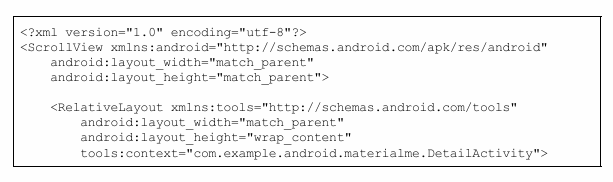 <?xml version="1.0" encoding="utf-8"?>
<ScrollView xmlns:android="http://schemas.android.com/apk/res/android"
    android:layout_width="match_parent"
    android:layout_height="match_parent">

    <RelativeLayout xmlns:tools="http://schemas.android.com/tools"
        android:layout_width="match_parent"
        android:layout_height="wrap_content"
        tools:context="com.example.android.materialme.DetailActivity">